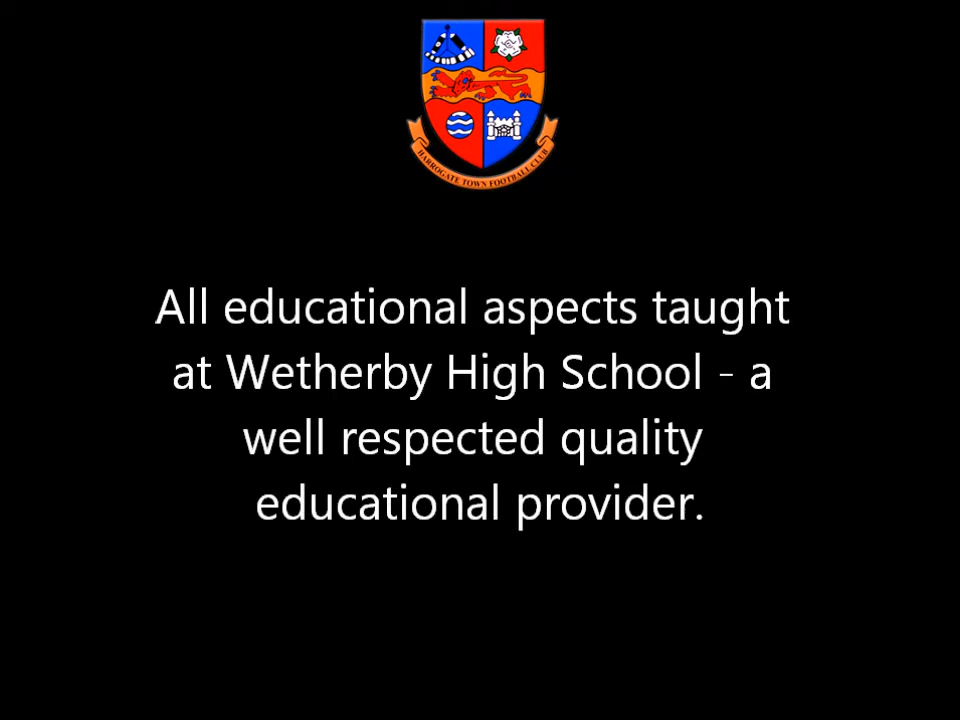 HARROGATE TOWN FOOTBALL CLUB
All educational aspects taught
at Wetherby High School - a
well respected quality
educational provider.